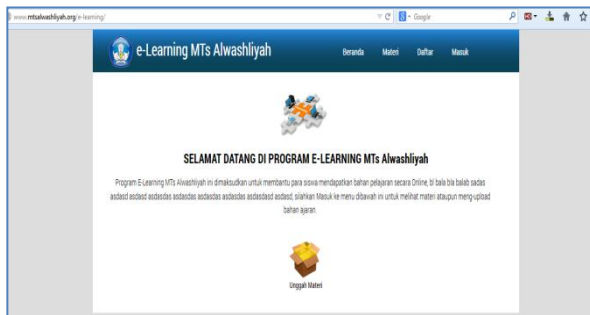 www.mtsalwashliyah.org/e-learning/
Google
e-Learning MTs Alwashliyah
Beranda Materi Daftar Masuk
SELAMAT DATANG DI PROGRAM E-LEARNING MTs Alwashliyah
Program E-Learning MTs Alwashliyah ini dimaksudkan untuk membantu para siswa mendapatkan bahan pelajaran secara Online, bl bala bla balab sadas
asdasd asdasd asdasdas asdasdas asdasdas asdasdas asdasdasd asdasd, silahkan Masuk ke menu dibawah ini untuk melihat materi ataupun meng-upload
bahan ajaran.
Unggah Materi